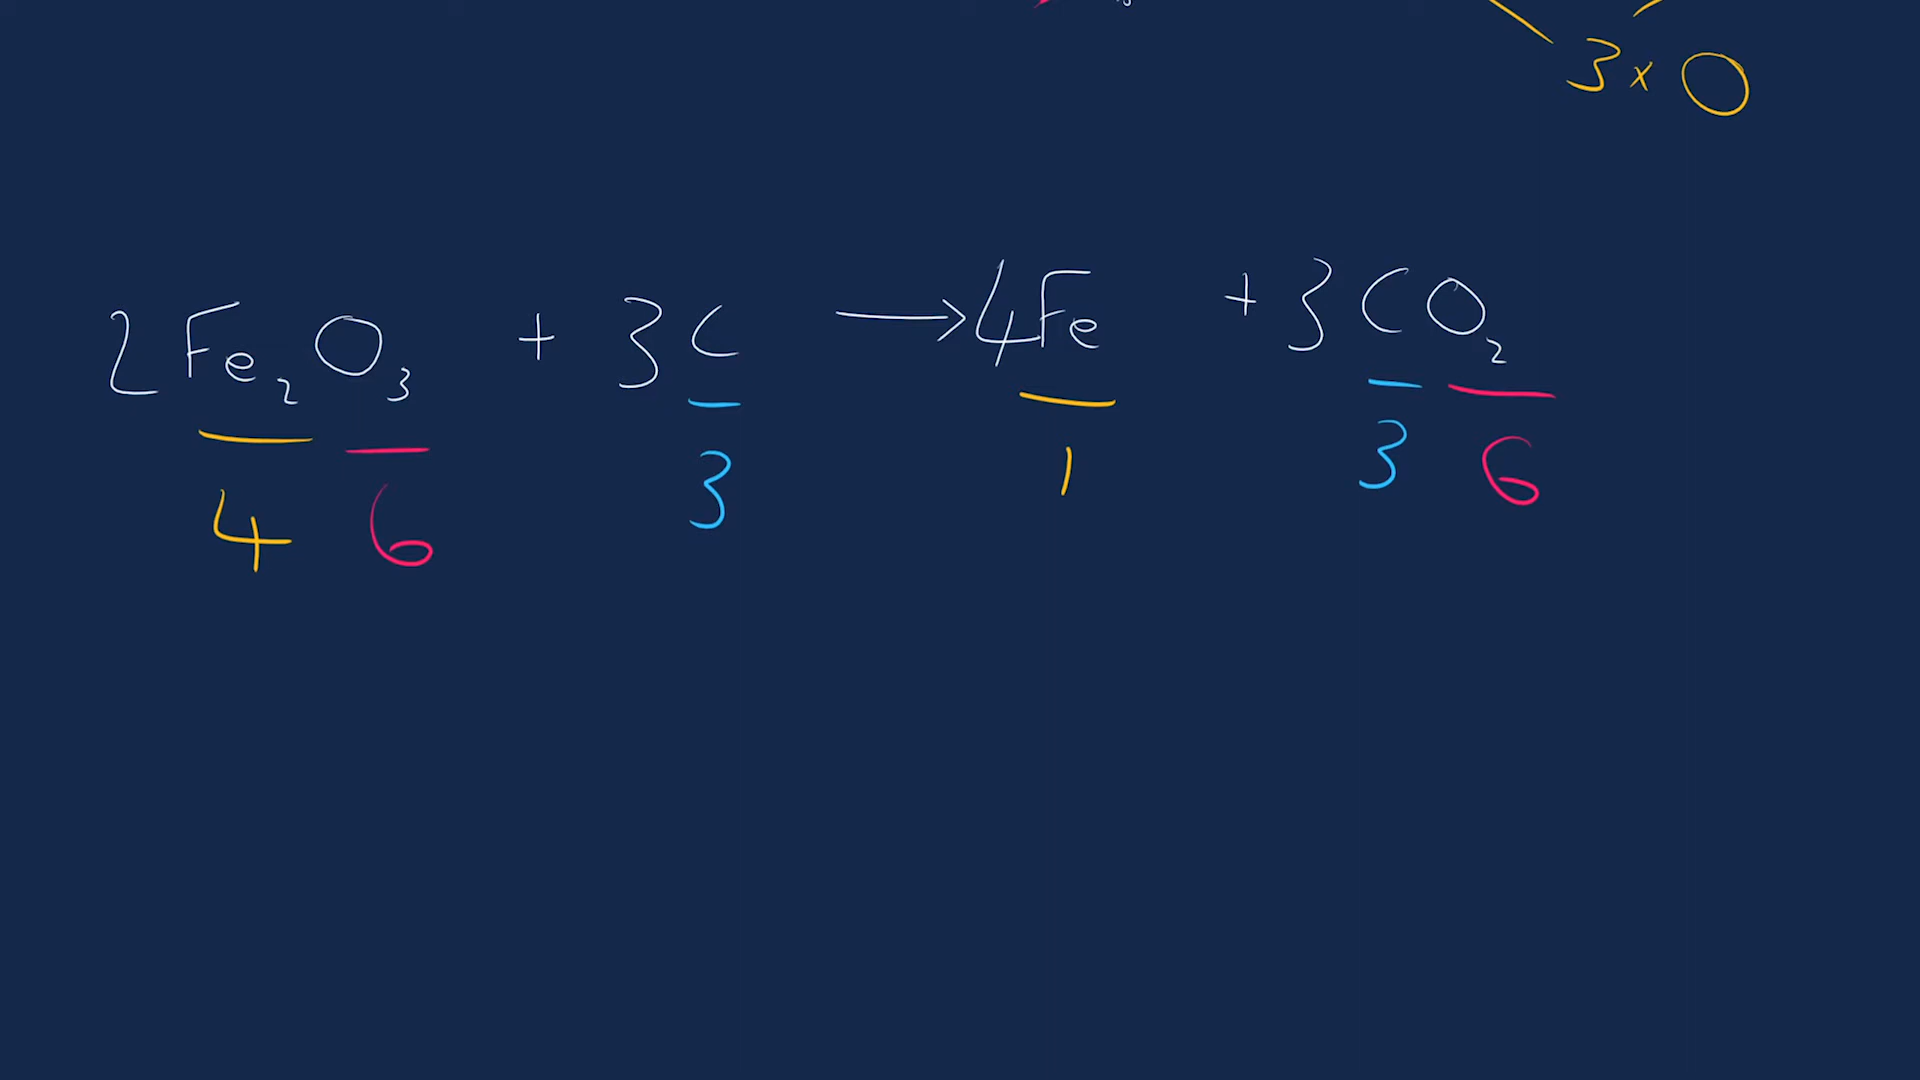 3 x O
2Fe₂O₃ + 3C → 4Fe + 3CO₂
4 6 3 1 3 6